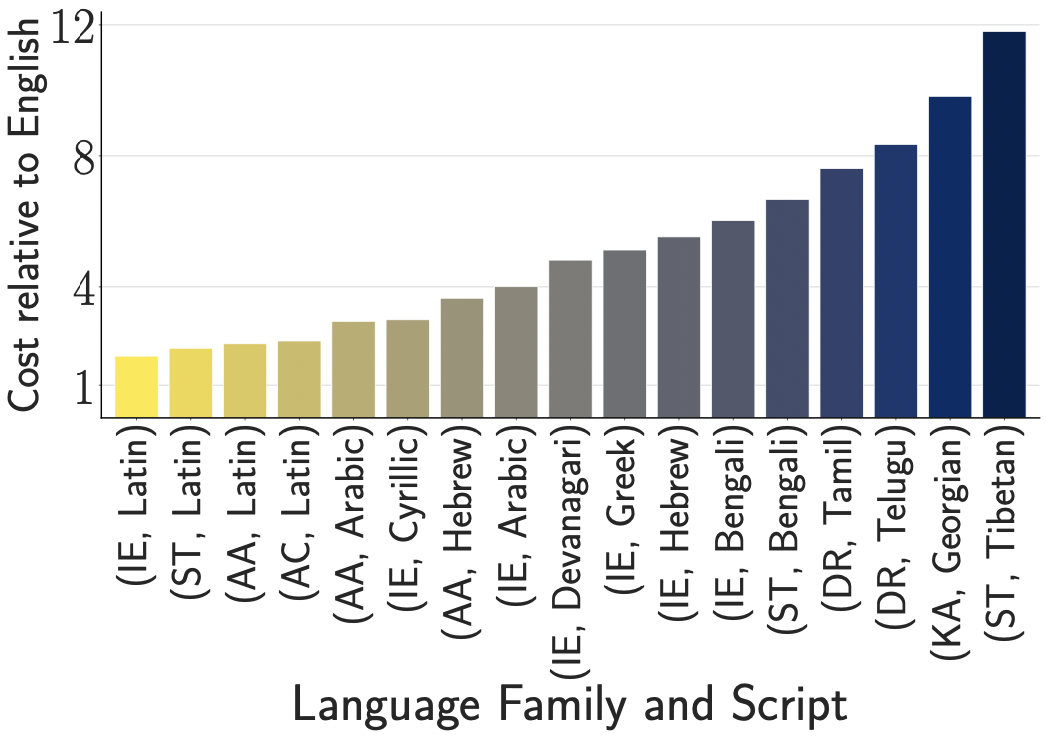 Cost relative to English
12
8
4
1
(IE, Latin)
(ST, Latin)
(AA, Latin)
(AC, Latin)
(AA, Arabic)
(IE, Cyrillic)
(AA, Hebrew)
(IE, Arabic)
(IE, Devanagari)
(IE, Greek)
(IE, Hebrew)
(IE, Bengali)
(ST, Bengali)
(DR, Tamil)
(DR, Telugu)
(KA, Georgian)
(ST, Tibetan)
Language Family and Script